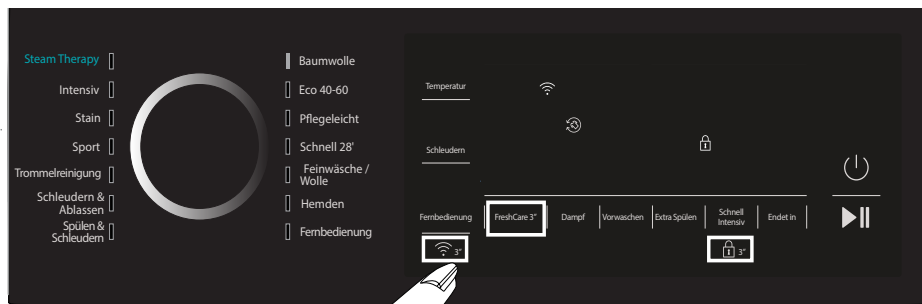 Steam Therapy
Intensiv
Stain
Sport
Trommelreinigung
Schleudern &
Ablassen
Spülen &
Schleudern
Baumwolle
Eco 40-60
Pflegeleicht
Schnell 28'
Feinwäsche /
Wolle
Hemden
Fernbedienung
Temperatur
Schleudern
Fernbedienung
FreshCare 3"
Dampf
Vorwaschen
Extra Spülen
Schnell
Intensiv
Endet in
3"
3"